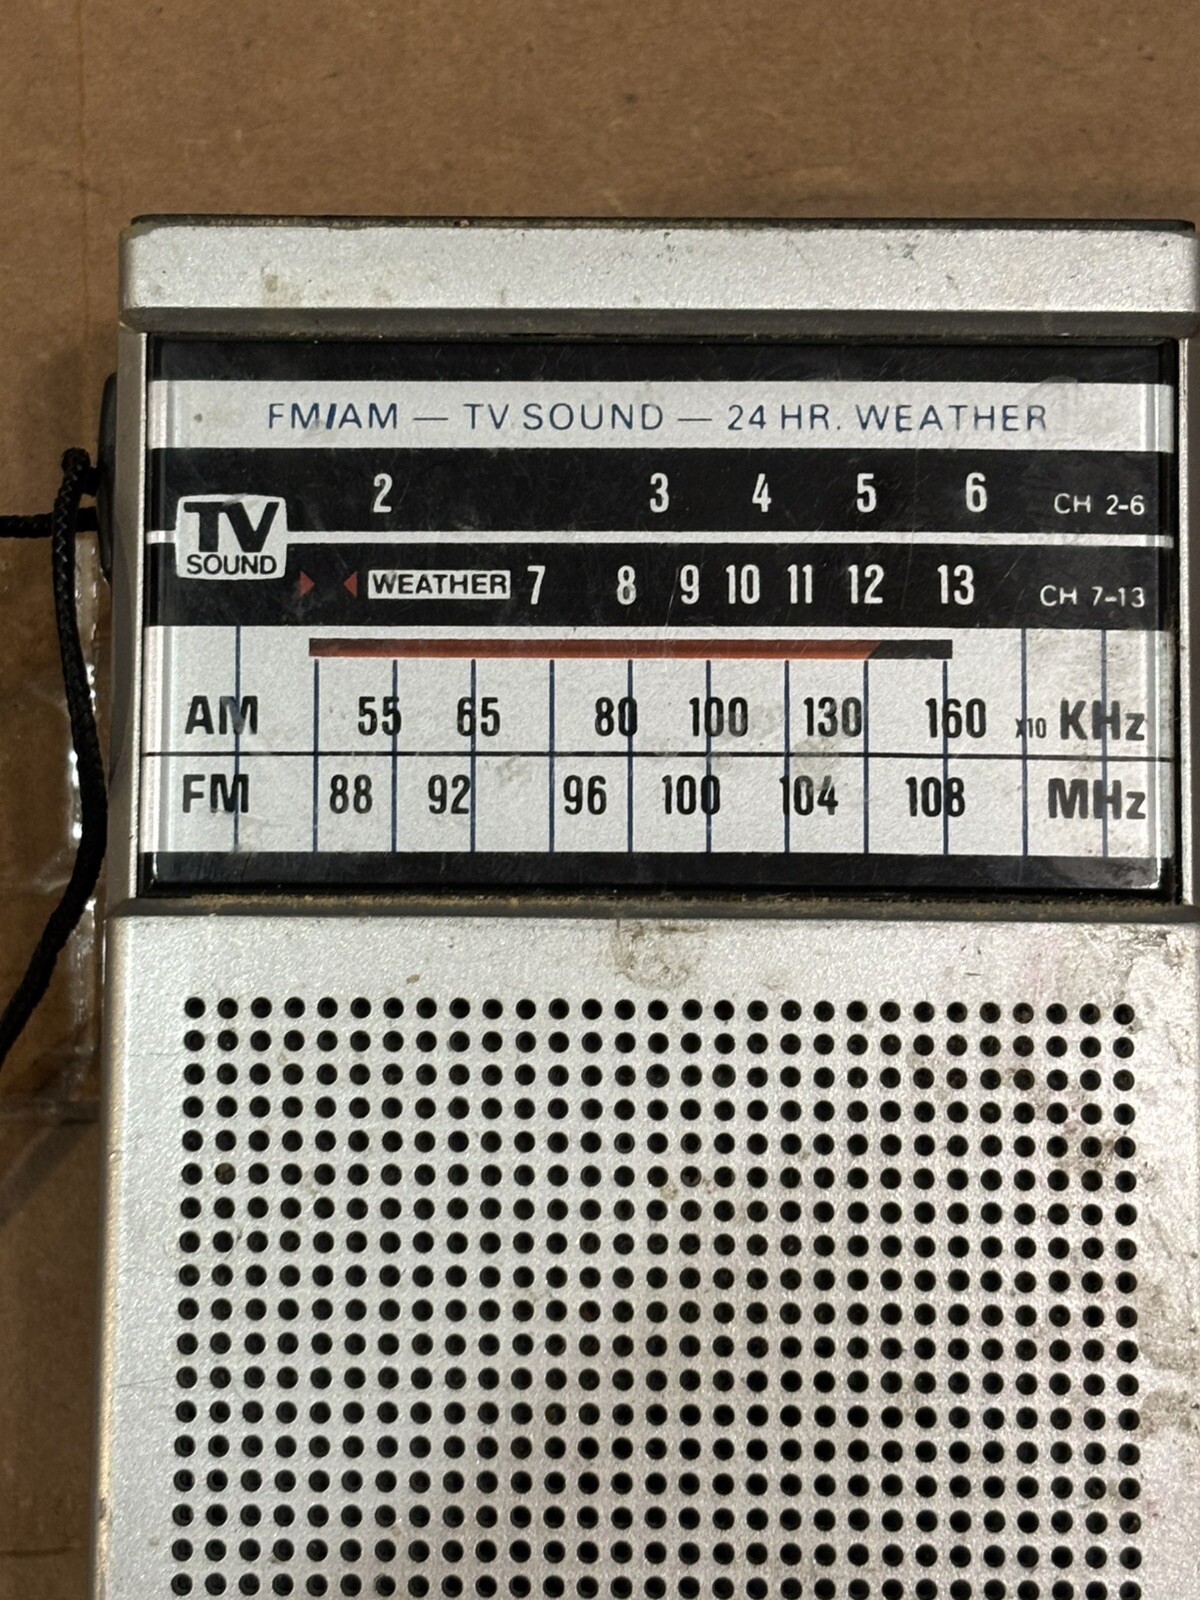 FM/AM — TV SOUND — 24 HR. WEATHER
2 3 4 5 6 CH 2-6
TV
SOUND
WEATHER 7 8 9 10 11 12 13 CH 7-13
AM 55 65 80 100 130 160 x10 KHz
FM 88 92 96 100 104 108 MHz